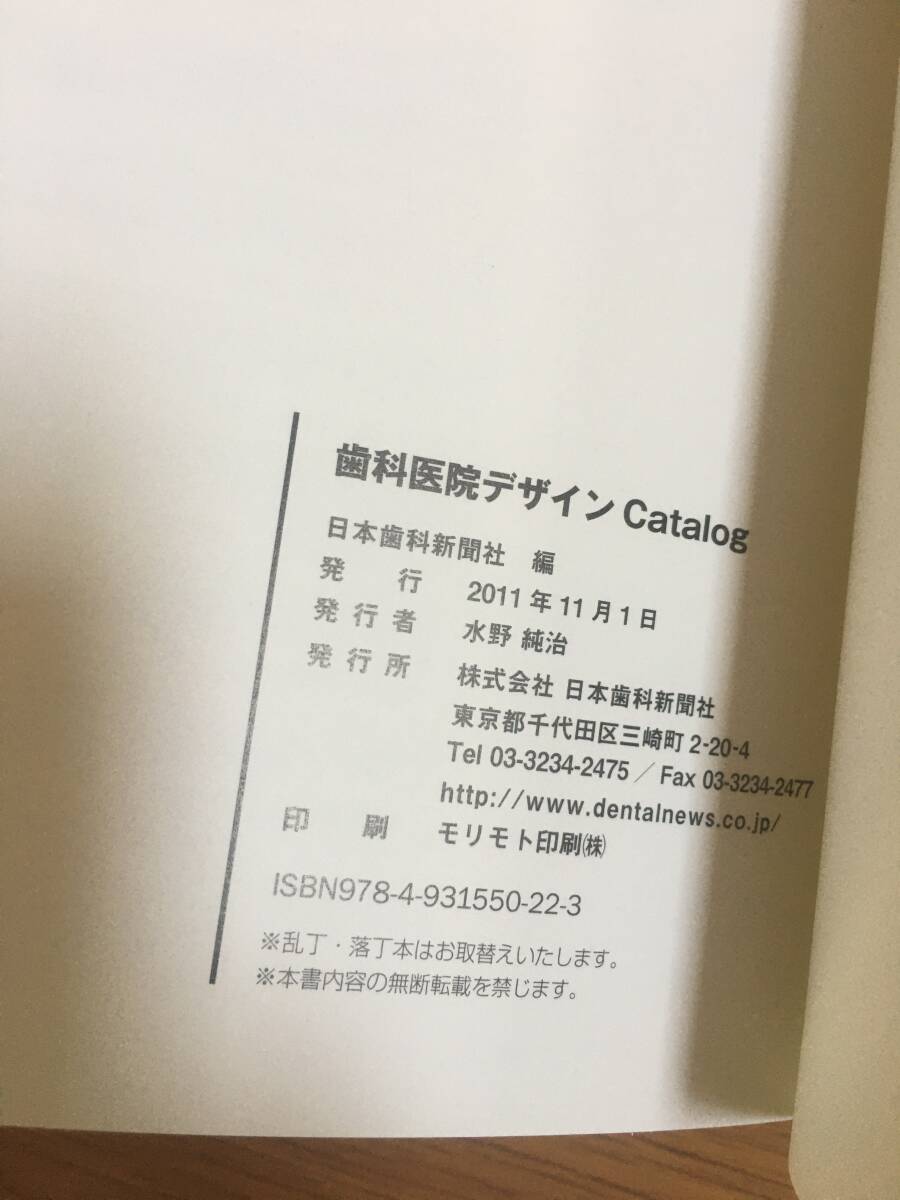 歯科医院デザイン Catalog
日本歯科新聞社 編
発 行 2011年11月1日
発行者 水野 純治
発行所 株式会社 日本歯科新聞社
東京都千代田区三崎町2-20-4
Tel 03-3234-2475 / Fax 03-3234-2477
http://www.dentalnews.co.jp/
印 刷 モリモト印刷㈱
ISBN978-4-931550-22-3
※乱丁・落丁本はお取替えいたします。
※本書内容の無断転載を禁じます。